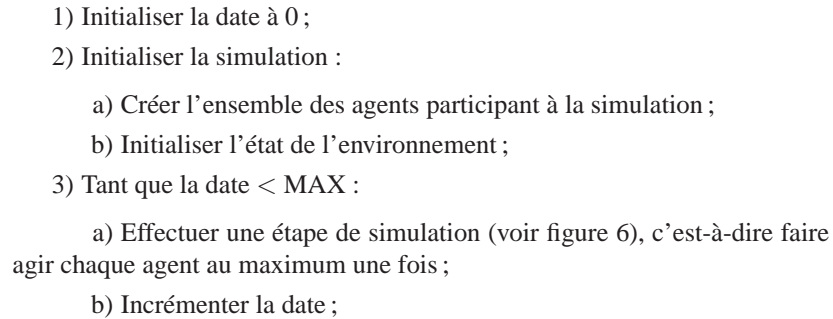 1) Initialiser la date à 0 ;
2) Initialiser la simulation :
a) Créer l'ensemble des agents participant à la simulation ;
b) Initialiser l'état de l'environnement ;
3) Tant que la date < MAX :
a) Effectuer une étape de simulation (voir figure 6), c'est-à-dire faire
agir chaque agent au maximum une fois ;
b) Incrémenter la date ;